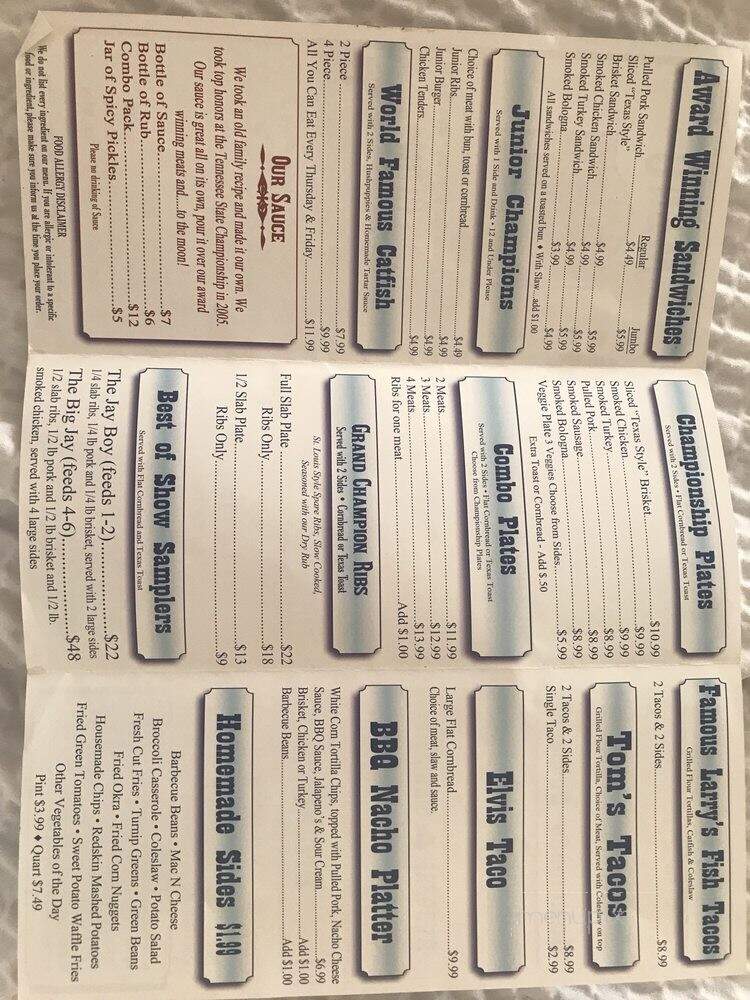 Award Winning Sandwiches
Regular Jumbo
Pulled Pork Sandwich
Sliced "Texas Style"
Brisket Sandwich $4.49 $5.99
Smoked Chicken Sandwich $4.99 $5.99
Smoked Turkey Sandwich $4.99 $5.99
Smoked Bologna $3.99 $4.99
All sandwiches served on a toasted bun. ♦ With Slaw...add $1.00
Junior Champions
Served with 1 Side and Drink • 12 and Under Please
Choice of meat with bun, toast or cornbread
Junior Ribs $4.49
Junior Burger $4.99
Chicken Tenders $4.99
World Famous Catfish
Served with 2 Sides, Hushpuppies & Homemade Tartar Sauce
2 Piece $7.99
4 Piece $9.99
All You Can Eat Every Thursday & Friday $11.99
OUR SAUCE
We took an old family recipe and made it our own. We
took top honors at the Tennessee State Championship in 2005.
Our sauce is great all on its own, pour it over our award
winning meats and....to the moon!
Bottle of Sauce $7
Bottle of Rub $6
Combo Pack $12
Jar of Spicy Pickles $5
Please no drinking of Sauce
FOOD ALLERGY DISCLAIMER
We do not list every ingredient on our menu. If you are allergic or intolerant to a specific
food or ingredient, please make sure you inform us at the time you place your order.
Championship Plates
Served with 2 Sides • Flat Cornbread or Texas Toast
Sliced "Texas Style" Brisket $10.99
Smoked Chicken $9.99
Smoked Turkey $9.99
Pulled Pork $8.99
Smoked Sausage $8.99
Smoked Bologna $8.99
Veggie Plate 3 Veggies Choose from Sides $5.99
Extra Toast or Cornbread - Add $.50
Combo Plates
Served with 2 Sides • Flat Cornbread or Texas Toast
Choose from Championship Plates
2 Meats $11.99
3 Meats $12.99
4 Meats $13.99
Ribs for one meat Add $1.00
GRAND CHAMPION RIBS
Served with 2 Sides • Cornbread or Texas Toast
St. Louis Style Spare Ribs, Slow Cooked,
Seasoned with our Dry Rub
Full Slab Plate $22
Ribs Only $18
1/2 Slab Plate $13
Ribs Only $9
Best of Show Samplers
Served with Flat Cornbread and Texas Toast
The Jay Boy (feeds 1-2) $22
1/4 slab ribs, 1/4 lb pork and 1/4 lb brisket, served with 2 large sides
The Big Jay (feeds 4-6) $48
1/2 slab ribs, 1/2 lb pork and 1/2 lb brisket and 1/2 lb.
smoked chicken, served with 4 large sides
Famous Larry's Fish Tacos
Grilled Flour Tortillas, Catfish & Coleslaw
2 Tacos & 2 Sides $8.99
Tom's Tacos
Grilled Flour Tortilla, Choice of Meat, Served with Coleslaw on top
2 Tacos & 2 Sides $8.99
Single Taco $2.99
Elvis Taco
Large Flat Cornbread $9.99
Choice of meat, slaw and sauce.
BBQ Nacho Platter
White Corn Tortilla Chips, topped with Pulled Pork, Nacho Cheese
Sauce, BBQ Sauce, Jalapeno's & Sour Cream $6.99
Brisket, Chicken or Turkey Add $1.00
Barbecue Beans Add $1.00
Homemade Sides $1.99
Barbecue Beans • Mac N Cheese
Broccoli Casserole • Coleslaw • Potato Salad
Fresh Cut Fries • Turnip Greens • Green Beans
Fried Okra • Fried Corn Nuggets
Housemade Chips • Redskin Mashed Potatoes
Fried Green Tomatoes • Sweet Potato Waffle Fries
Other Vegetables of the Day
Pint $3.99 ♦ Quart $7.49